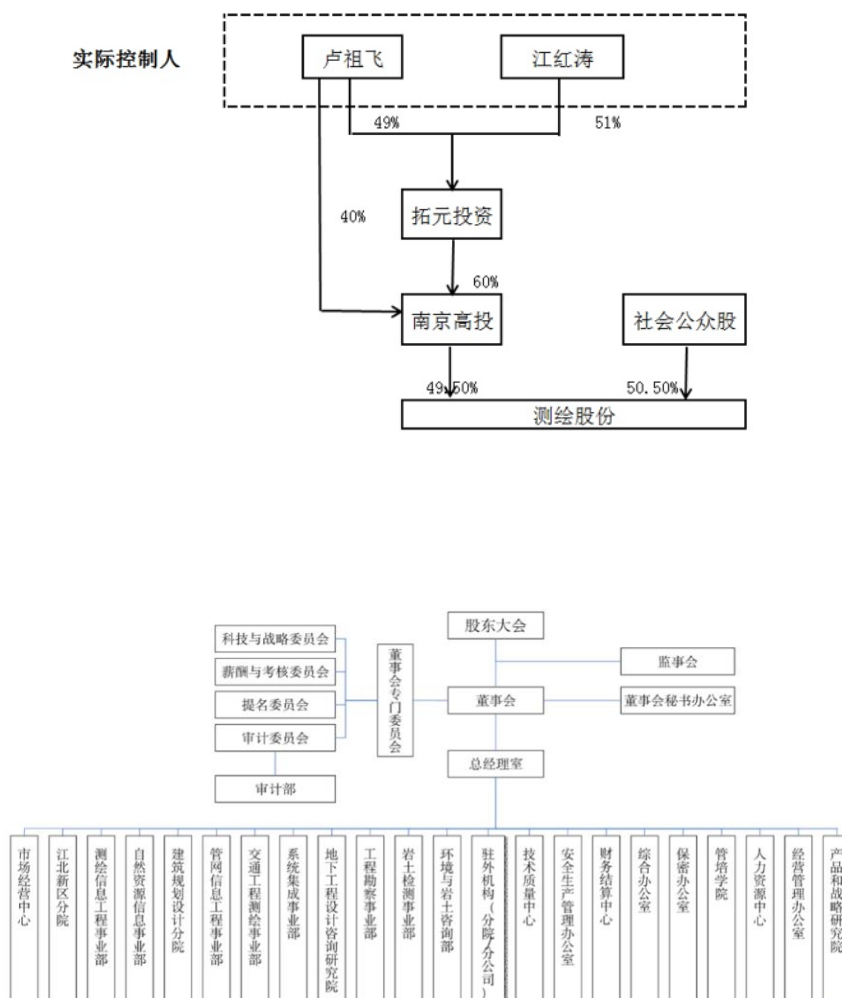 实际控制人
卢祖飞
江红涛
49%
51%
拓元投资
40%
60%
南京高投
社会公众股
49.50%
50.50%
测绘股份
股东大会
科技与战略委员会
薪酬与考核委员会
提名委员会
审计委员会
审计部
董事会专门委员会
监事会
董事会
董事会秘书办公室
总经理室
市场经营中心
江北新区分院
测绘信息工程事业部
自然资源信息事业部
建筑规划设计分院
管网信息工程事业部
交通工程测绘事业部
系统集成事业部
地下工程设计咨询研究院
工程勘察事业部
岩土检测事业部
环境与岩土咨询部
驻外机构(分院/分公司)
技术质量中心
安全生产管理办公室
财务结算中心
综合办公室
保密办公室
管培学院
人力资源中心
经营管理办公室
产品和战略研究院